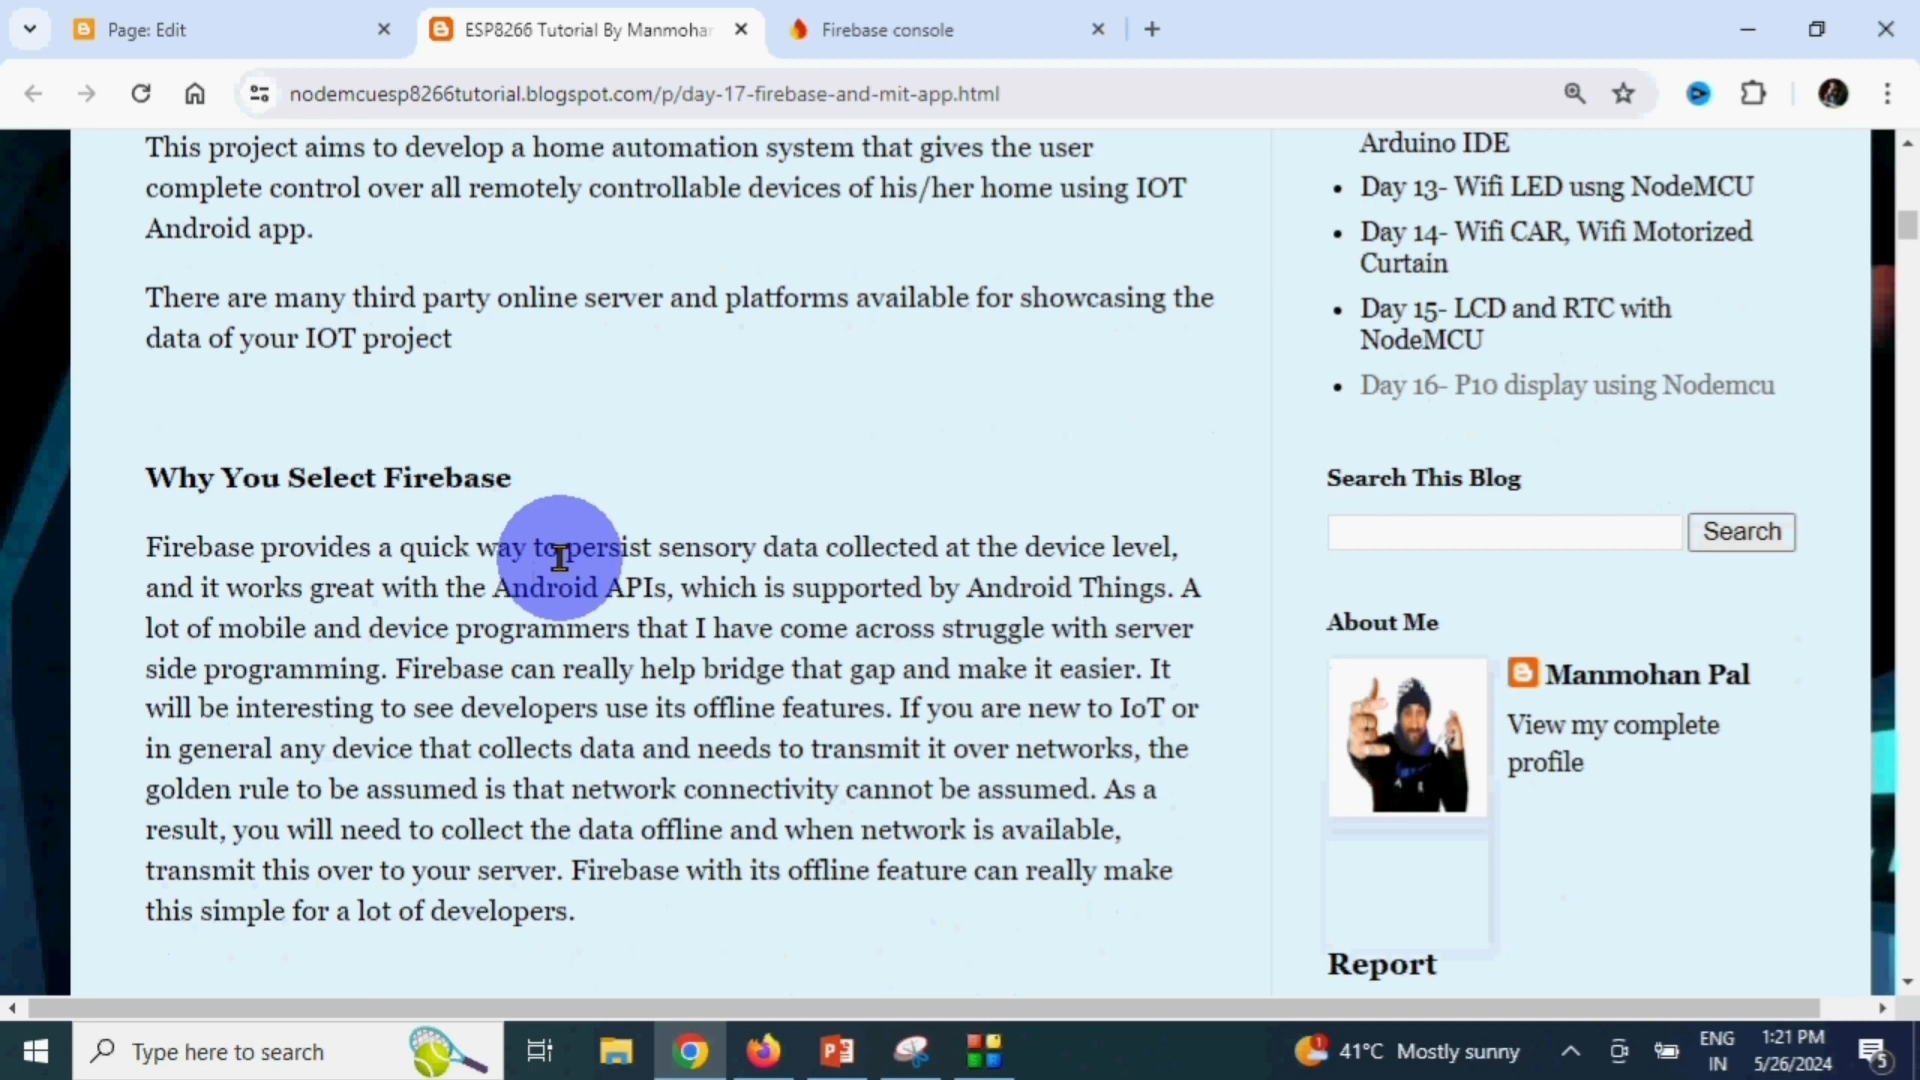 Page: Edit
ESP8266 Tutorial By Manmohan
Firebase console
nodemcuesp8266tutorial.blogspot.com/p/day-17-firebase-and-mit-app.html
This project aims to develop a home automation system that gives the user
complete control over all remotely controllable devices of his/her home using IOT
Android app.
There are many third party online server and platforms available for showcasing the
data of your IOT project
Why You Select Firebase
Firebase provides a quick way to persist sensory data collected at the device level,
and it works great with the Android APIs, which is supported by Android Things. A
lot of mobile and device programmers that I have come across struggle with server
side programming. Firebase can really help bridge that gap and make it easier. It
will be interesting to see developers use its offline features. If you are new to IoT or
in general any device that collects data and needs to transmit it over networks, the
golden rule to be assumed is that network connectivity cannot be assumed. As a
result, you will need to collect the data offline and when network is available,
transmit this over to your server. Firebase with its offline feature can really make
this simple for a lot of developers.
Arduino IDE
Day 13- Wifi LED usng NodeMCU
Day 14- Wifi CAR, Wifi Motorized
Curtain
Day 15- LCD and RTC with
NodeMCU
Day 16- P10 display using Nodemcu
Search This Blog
Search
About Me
Manmohan Pal
View my complete
profile
Report
Type here to search
1
41°C Mostly sunny
ENG
IN
1:21 PM
5/26/2024
5